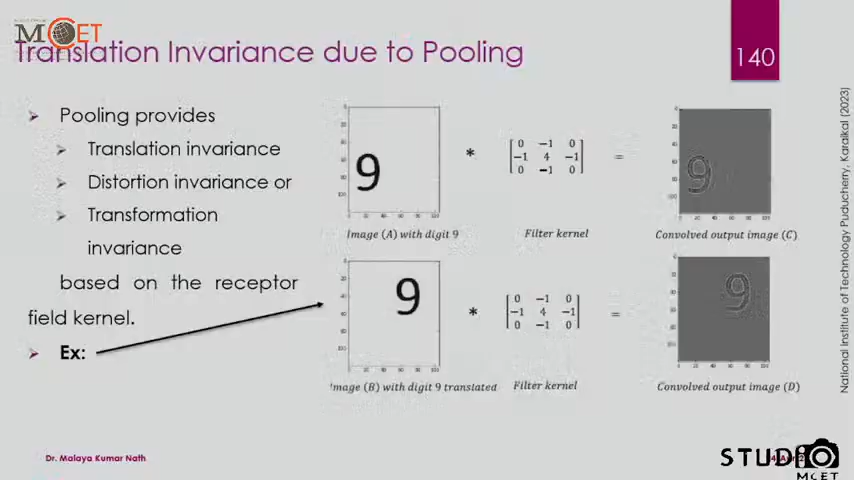 MCET
Translation Invariance due to Pooling
140
➢ Pooling provides
➢ Translation invariance
➢ Distortion invariance or
➢ Transformation
invariance
based on the receptor
field kernel.
➢ Ex:
9
*
0 −1 0
−1 4 −1
0 −1 0
=
9
Image (A) with digit 9
Filter kernel
Convolved output image (C)
9
*
0 −1 0
−1 4 −1
0 −1 0
=
9
Image (B) with digit 9 translated
Filter kernel
Convolved output image (D)
National Institute of Technology Puducherry, Karaikal (2023)
Dr. Malaya Kumar Nath
STUDIO
MCET